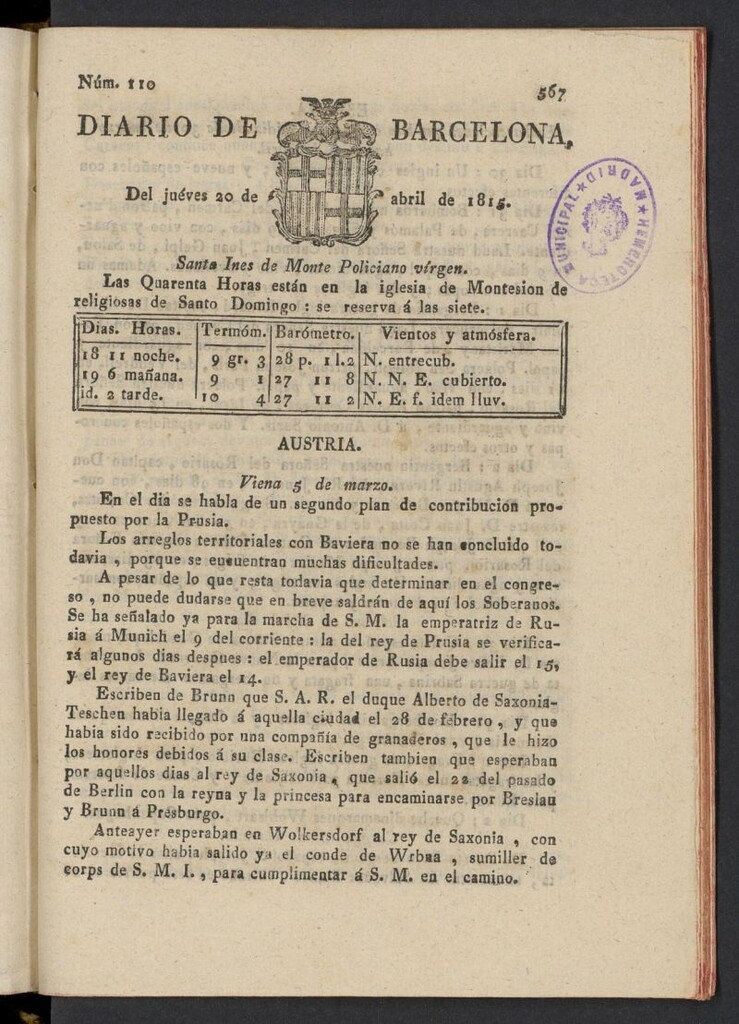 Núm. 110
567
DIARIO DE BARCELONA,
Del juéves 20 de abril de 1815.
HEMEROTECA MUNICIPAL ★ MADRID ★
Santa Ines de Monte Policiano vírgen.
Las Quarenta Horas están en la iglesia de Montesion de
religiosas de Santo Domingo : se reserva á las siete.
Dias. Horas. Termóm. Barómetro. Vientos y atmósfera.
18 11 noche. 9 gr. 3 28 p. 1 l.2 N. entrecub.
19 6 mañana. 9 1 27 11 8 N. N. E. cubierto.
id. 2 tarde. 10 4 27 11 2 N. E. f. idem lluv.
AUSTRIA.
Viena 5 de marzo.
En el dia se habla de un segundo plan de contribucion pro-
puesto por la Prusia.
Los arreglos territoriales con Baviera no se han concluido to-
davia , porque se encuentran muchas dificultades.
A pesar de lo que resta todavia que determinar en el congre-
so , no puede dudarse que en breve saldrán de aquí los Soberanos.
Se ha señalado ya para la marcha de S. M. la emperatriz de Ru-
sia á Munich el 9 del corriente : la del rey de Prusia se verifica-
rá algunos dias despues : el emperador de Rusia debe salir el 15,
y el rey de Baviera el 14.
Escriben de Brunn que S. A. R. el duque Alberto de Saxonia-
Teschen habia llegado á aquella ciudad el 28 de febrero , y que
habia sido recibido por una compañía de granaderos , que le hizo
los honores debidos á su clase. Escriben tambien que esperaban
por aquellos dias al rey de Saxonia, que salió el 22 del pasado
de Berlin con la reyna y la princesa para encaminarse por Breslau
y Brunn á Presburgo.
Anteayer esperaban en Wolkersdorf al rey de Saxonia , con
cuyo motivo habia salido ya el conde de Wrbna , sumiller de
corps de S. M. I. , para cumplimentar á S. M. en el camino.